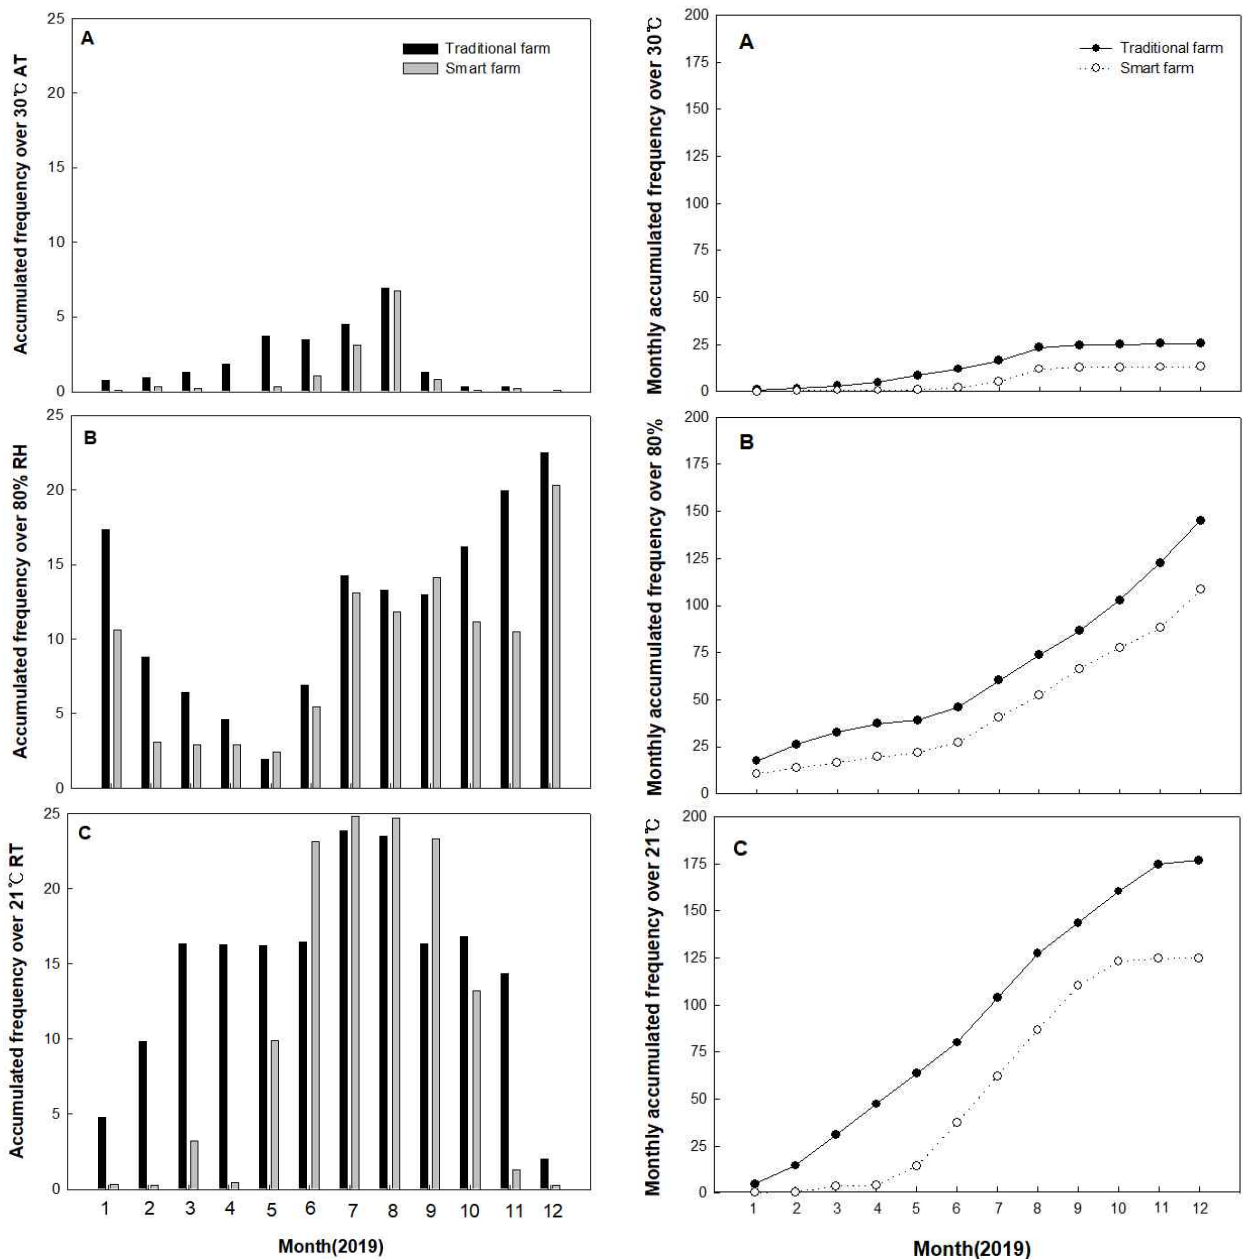 A
Traditional farm
Smart farm
25
20
15
10
5
0
Accumulated frequency over 30℃ AT
B
25
20
15
10
5
0
Accumulated frequency over 80% RH
C
25
20
15
10
5
0
Accumulated frequency over 21℃ RT
1 2 3 4 5 6 7 8 9 10 11 12
Month(2019)
A
Traditional farm
Smart farm
200
175
150
125
100
75
50
25
0
Monthly accumulated frequency over 30℃
B
200
175
150
125
100
75
50
25
0
Monthly accumulated frequency over 80%
C
200
175
150
125
100
75
50
25
0
Monthly accumulated frequency over 21℃
1 2 3 4 5 6 7 8 9 10 11 12
Month(2019)